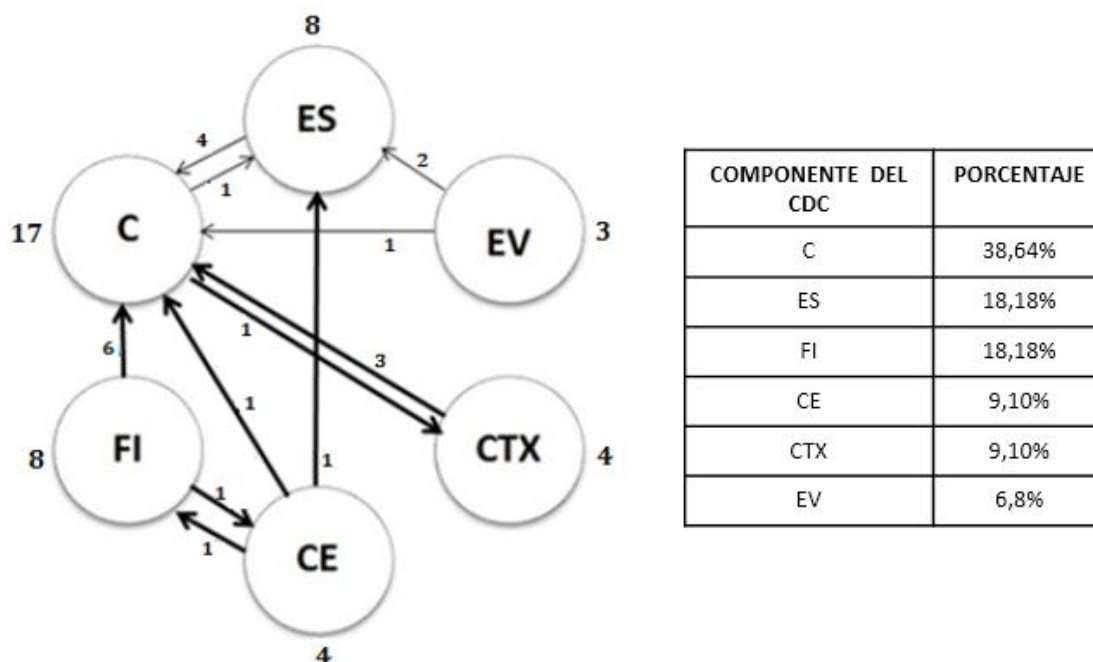 8
ES
4
1
2
C
17
EV
3
1
1
3
6
1
FI
8
CTX
4
1
1
1
CE
4
COMPONENTE DEL
CDC
PORCENTAJE
C 38,64%
ES 18,18%
FI 18,18%
CE 9,10%
CTX 9,10%
EV 6,8%